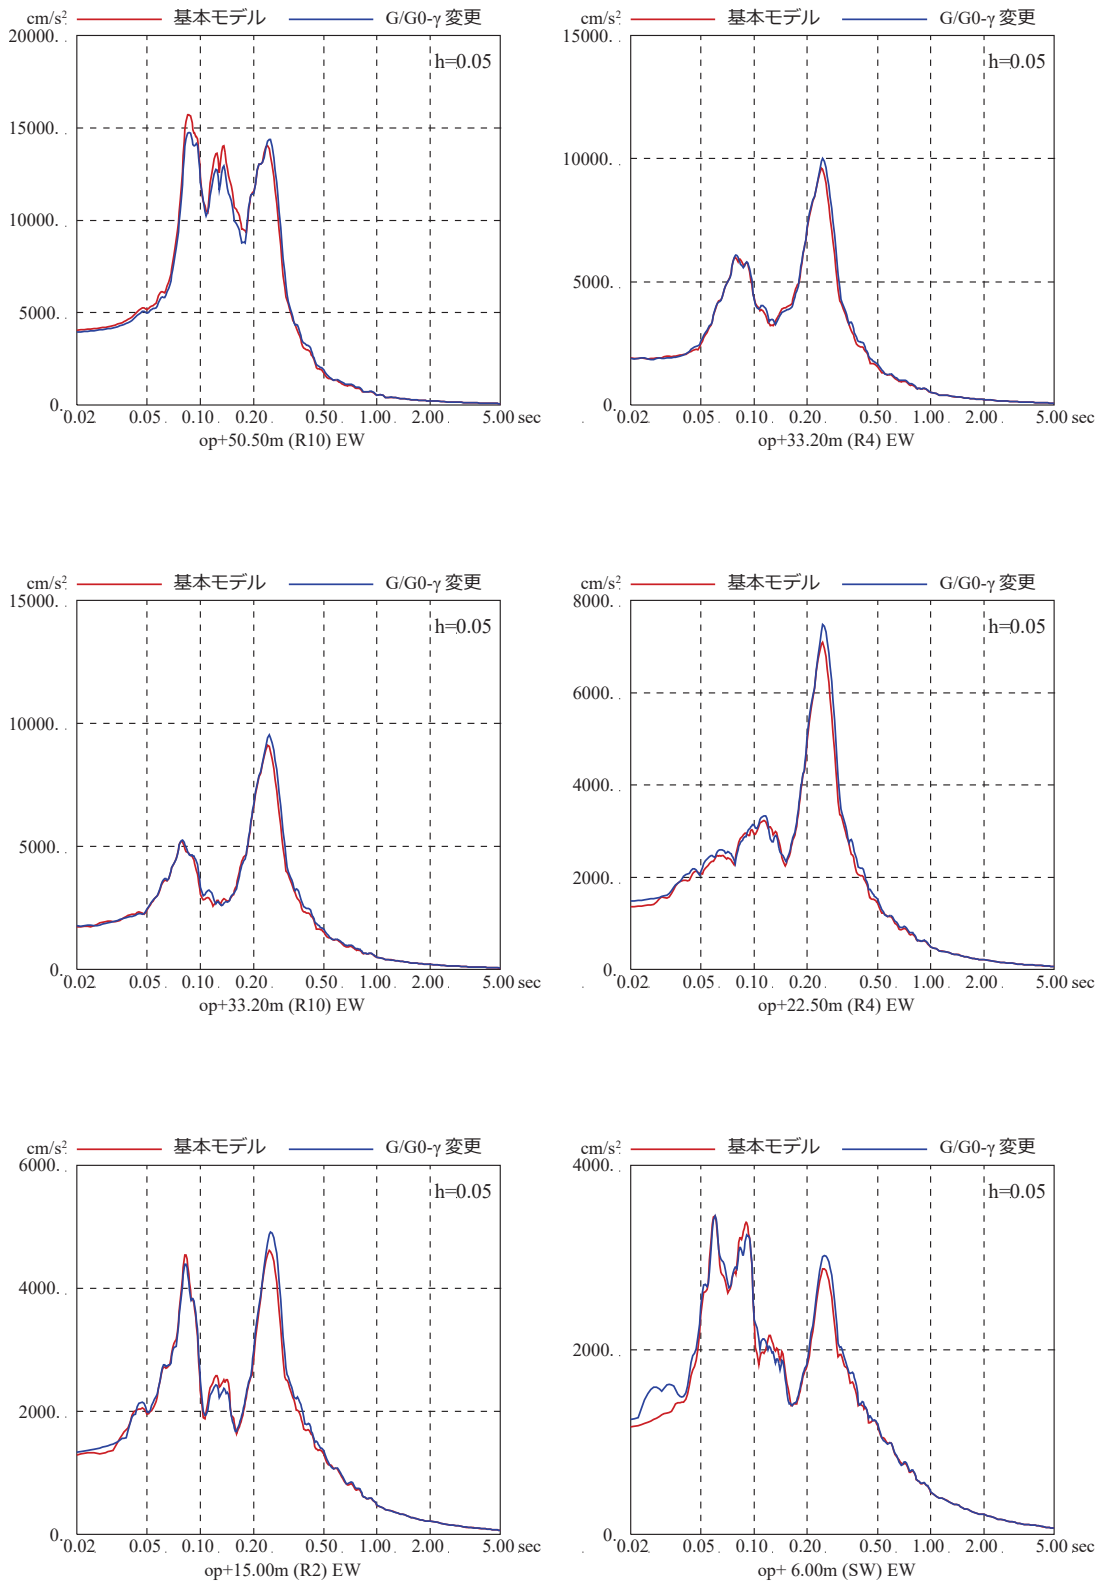 cm/s² 基本モデル G/G0-γ 変更
20000.
h=0.05
15000.
10000.
5000.
0.
0.02 0.05 0.10 0.20 0.50 1.00 2.00 5.00 sec
op+50.50m (R10) EW
cm/s² 基本モデル G/G0-γ 変更
15000.
h=0.05
10000.
5000.
0.
0.02 0.05 0.10 0.20 0.50 1.00 2.00 5.00 sec
op+33.20m (R4) EW
cm/s² 基本モデル G/G0-γ 変更
15000.
h=0.05
10000.
5000.
0.
0.02 0.05 0.10 0.20 0.50 1.00 2.00 5.00 sec
op+33.20m (R10) EW
cm/s² 基本モデル G/G0-γ 変更
8000.
h=0.05
6000.
4000.
2000.
0.
0.02 0.05 0.10 0.20 0.50 1.00 2.00 5.00 sec
op+22.50m (R4) EW
cm/s² 基本モデル G/G0-γ 変更
6000.
h=0.05
4000.
2000.
0.
0.02 0.05 0.10 0.20 0.50 1.00 2.00 5.00 sec
op+15.00m (R2) EW
cm/s² 基本モデル G/G0-γ 変更
4000.
h=0.05
2000.
0.
0.02 0.05 0.10 0.20 0.50 1.00 2.00 5.00 sec
op+ 6.00m (SW) EW